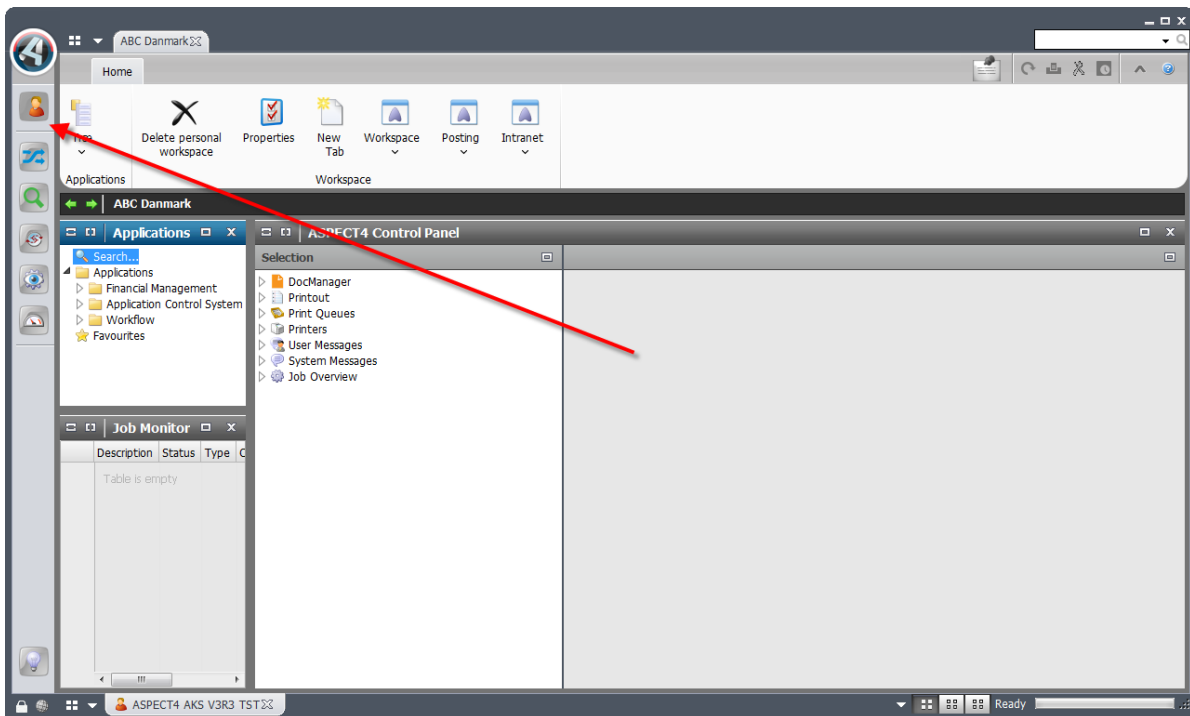 ABC Danmark
Home
Tree
Delete personal
workspace
Properties
New
Tab
Workspace
Posting
Intranet
Applications
Workspace
ABC Danmark
Applications
ASPECT4 Control Panel
Search...
Applications
Financial Management
Application Control System
Workflow
Favourites
Selection
DocManager
Printout
Print Queues
Printers
User Messages
System Messages
Job Overview
Job Monitor
Description Status Type C
Table is empty
ASPECT4 AKS V3R3 TST
Ready